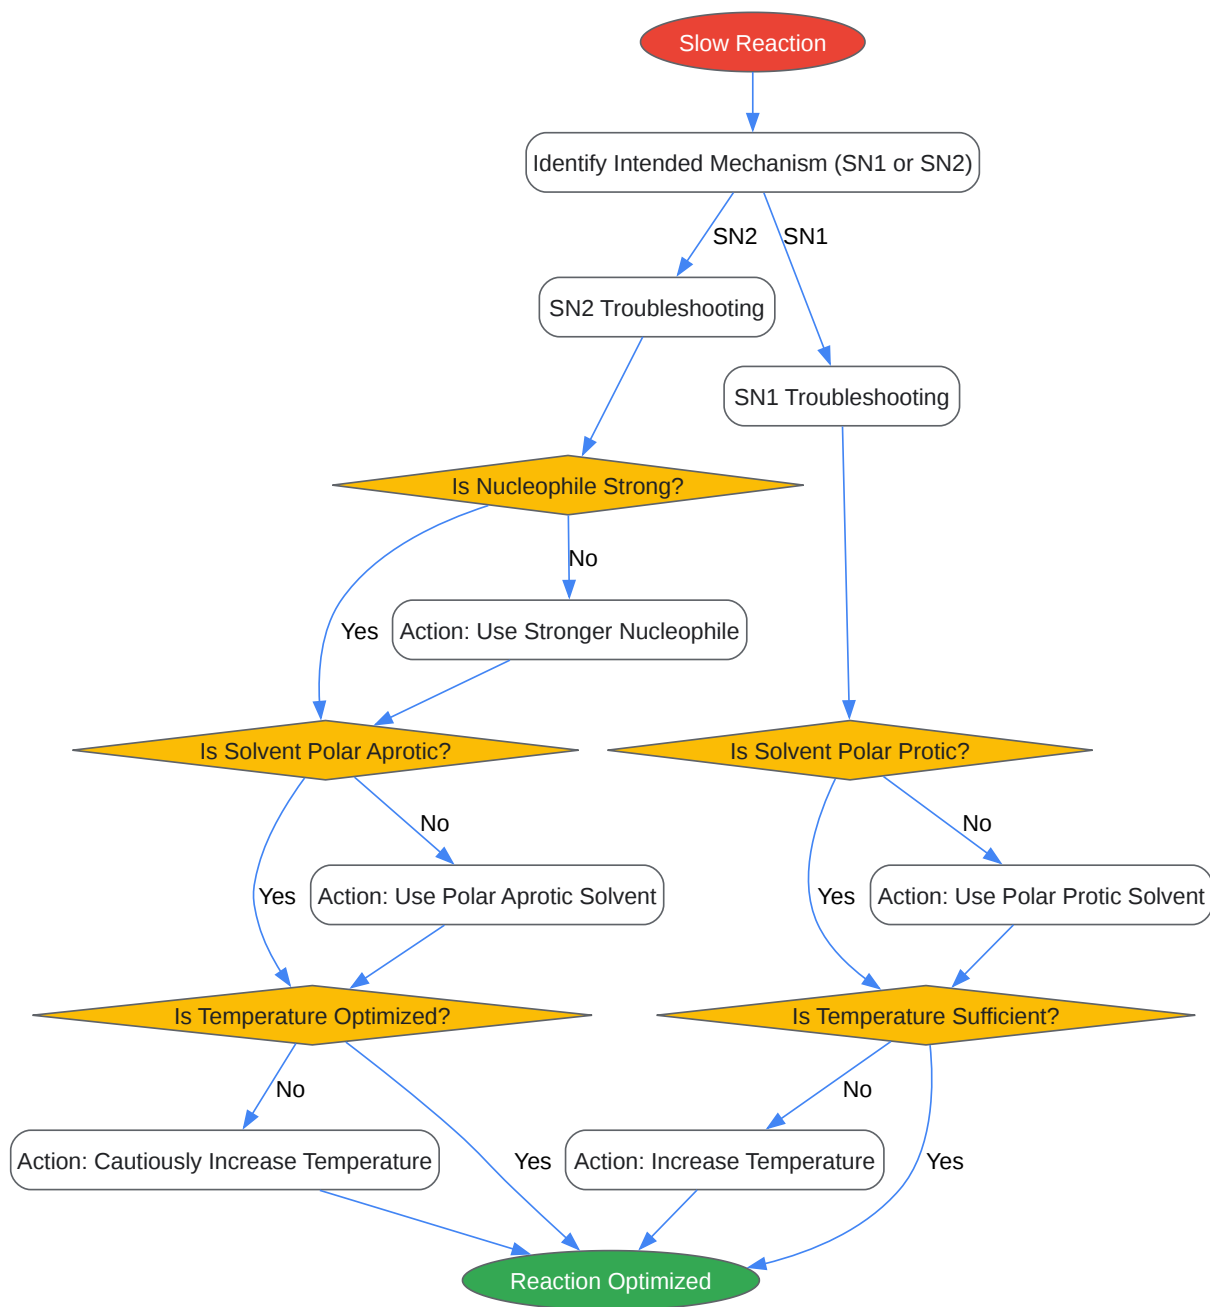 Slow Reaction
Identify Intended Mechanism (SN1 or SN2)
SN2
SN1
SN2 Troubleshooting
SN1 Troubleshooting
Is Nucleophile Strong?
No
Yes
Action: Use Stronger Nucleophile
Is Solvent Polar Aprotic?
Is Solvent Polar Protic?
No
No
Yes
Action: Use Polar Aprotic Solvent
Yes
Action: Use Polar Protic Solvent
Is Temperature Optimized?
Is Temperature Sufficient?
No
No
Action: Cautiously Increase Temperature
Yes
Action: Increase Temperature
Yes
Reaction Optimized